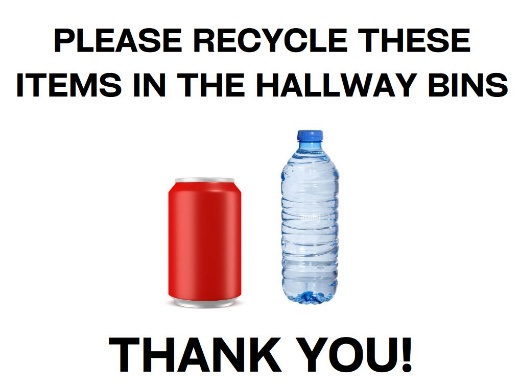 PLEASE RECYCLE THESE
ITEMS IN THE HALLWAY BINS
THANK YOU!